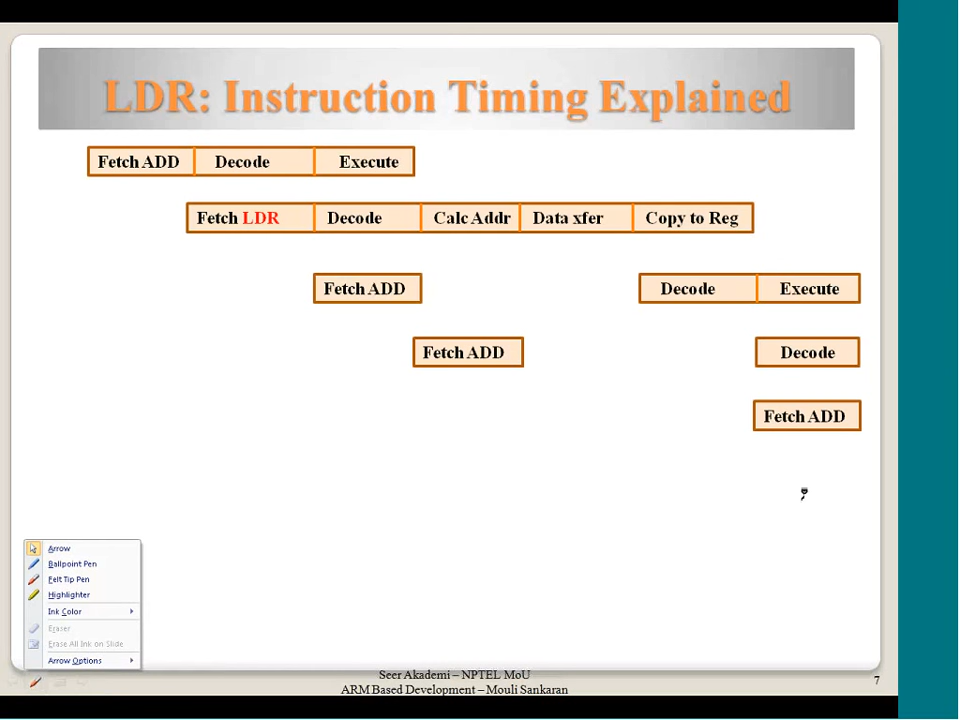 LDR: Instruction Timing Explained
Fetch ADD Decode Execute
Fetch LDR Decode Calc Addr Data xfer Copy to Reg
Fetch ADD Decode Execute
Fetch ADD Decode
Fetch ADD
Arrow
Ballpoint Pen
Felt Tip Pen
Highlighter
Ink Color
Eraser
Erase All Ink on Slide
Arrow Options
Seer Akademi – NPTEL MoU
ARM Based Development – Mouli Sankaran
7